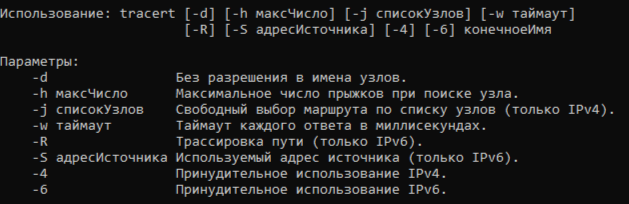 Использование: tracert [-d] [-h максЧисло] [-j списокУзлов] [-w таймаут]
[-R] [-S адресИсточника] [-4] [-6] конечноеИмя
Параметры:
-d Без разрешения в имена узлов.
-h максЧисло Максимальное число прыжков при поиске узла.
-j списокУзлов Свободный выбор маршрута по списку узлов (только IPv4).
-w таймаут Таймаут каждого ответа в миллисекундах.
-R Трассировка пути (только IPv6).
-S адресИсточника Используемый адрес источника (только IPv6).
-4 Принудительное использование IPv4.
-6 Принудительное использование IPv6.